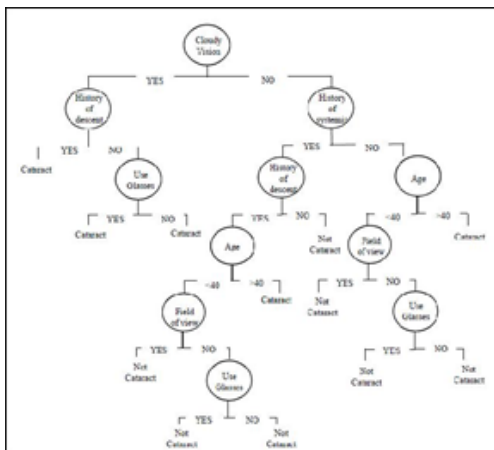 Cloudy
Vision
YES
NO
History
of descent
History
of systemic
YES
NO
YES
NO
Cataract
Use
Glasses
History
of
descent
Age
YES
NO
YES
NO
<40
>40
Cataract
Cataract
Age
Not
Cataract
Field
of view
Cataract
<40
>40
YES
NO
Field
of view
Cataract
Not
Cataract
Use
Glasses
YES
NO
YES
NO
Not
Cataract
Use
Glasses
Not
Cataract
Not
Cataract
YES
NO
Not
Cataract
Not
Cataract